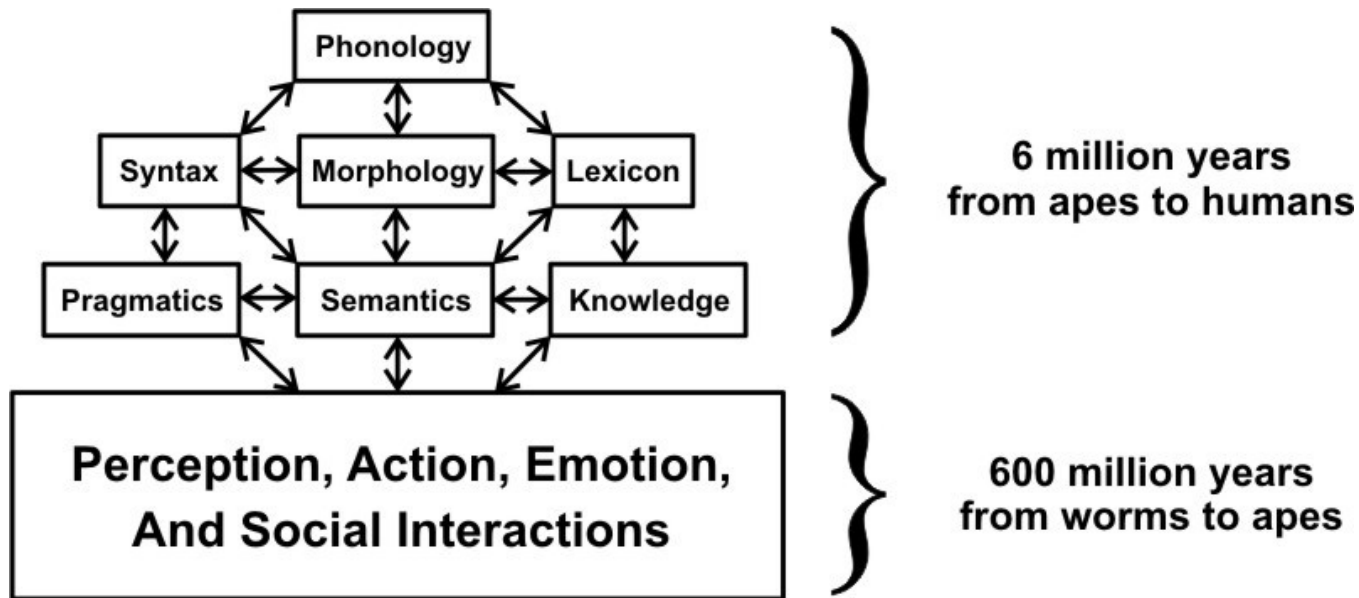 Phonology
Syntax
Morphology
Lexicon
Pragmatics
Semantics
Knowledge
6 million years
from apes to humans
Perception, Action, Emotion,
And Social Interactions
600 million years
from worms to apes